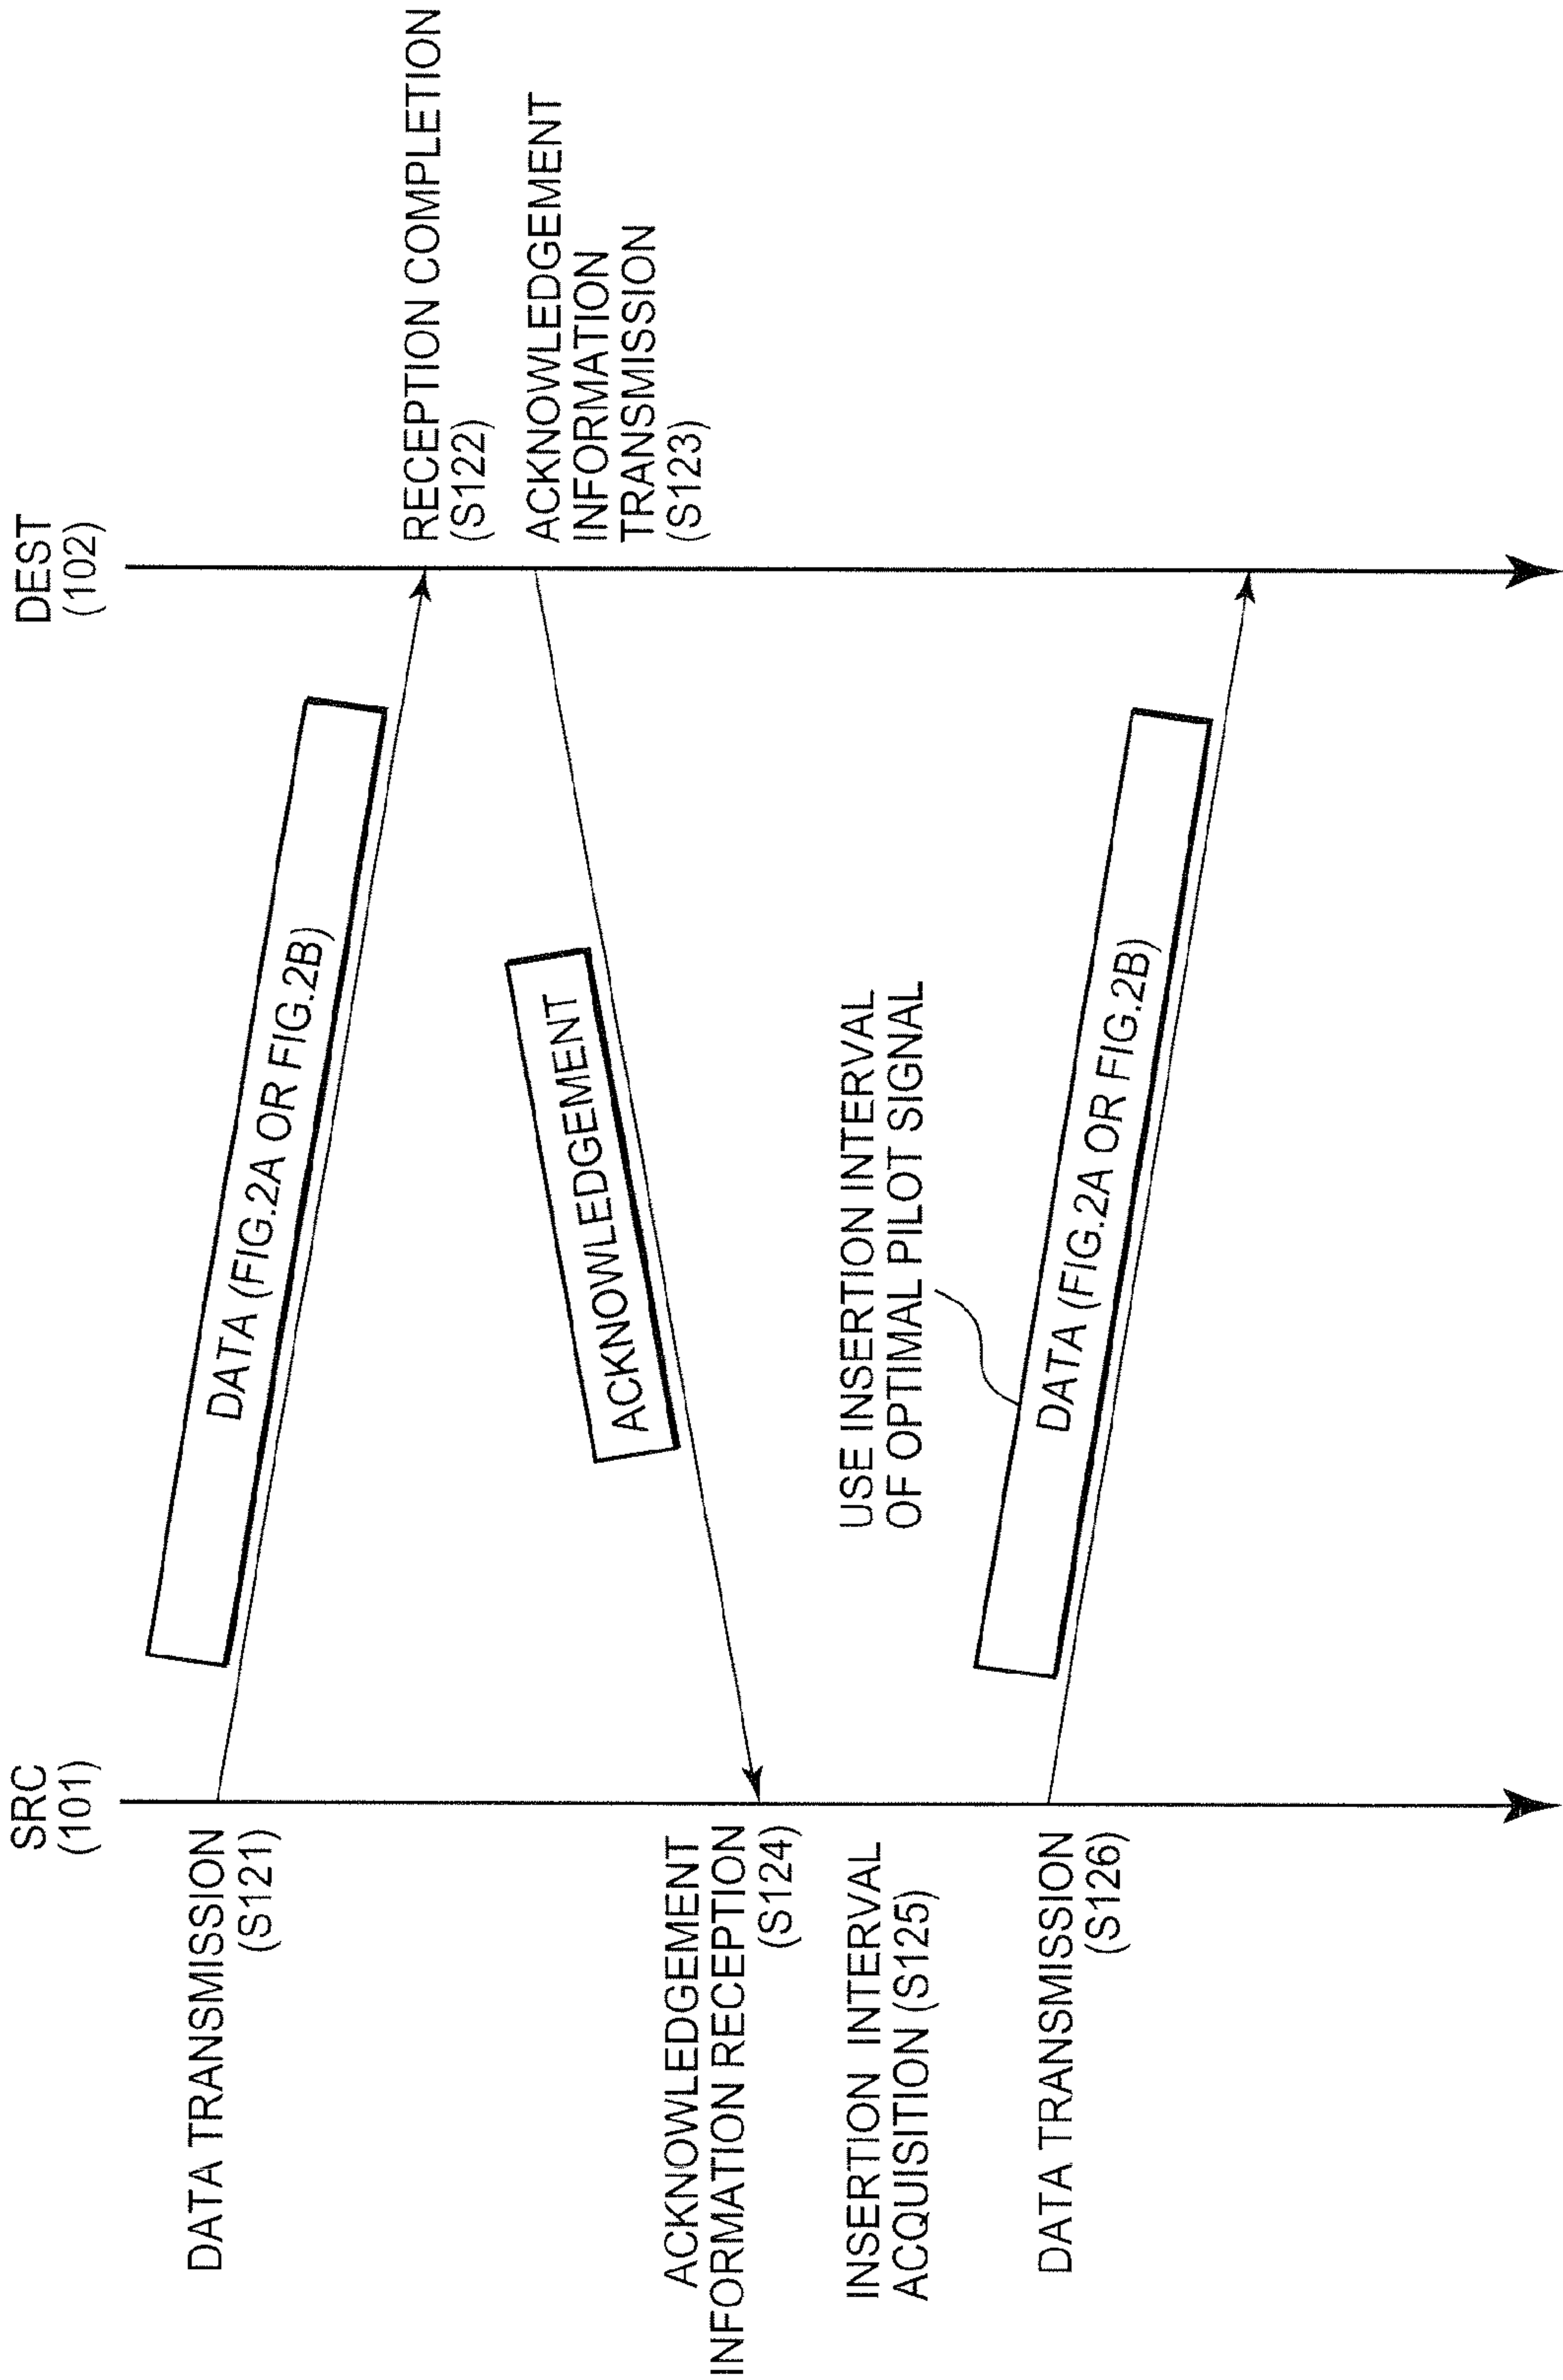 SRC
(101)
DEST
(102)
DATA TRANSMISSION
(S121)
DATA (FIG.2A OR FIG.2B)
RECEPTION COMPLETION
(S122)
ACKNOWLEDGEMENT
INFORMATION
TRANSMISSION
(S123)
ACKNOWLEDGEMENT
ACKNOWLEDGEMENT
INFORMATION RECEPTION
(S124)
INSERTION INTERVAL
ACQUISITION (S125)
USE INSERTION INTERVAL
OF OPTIMAL PILOT SIGNAL
DATA TRANSMISSION
(S126)
DATA (FIG.2A OR FIG.2B)